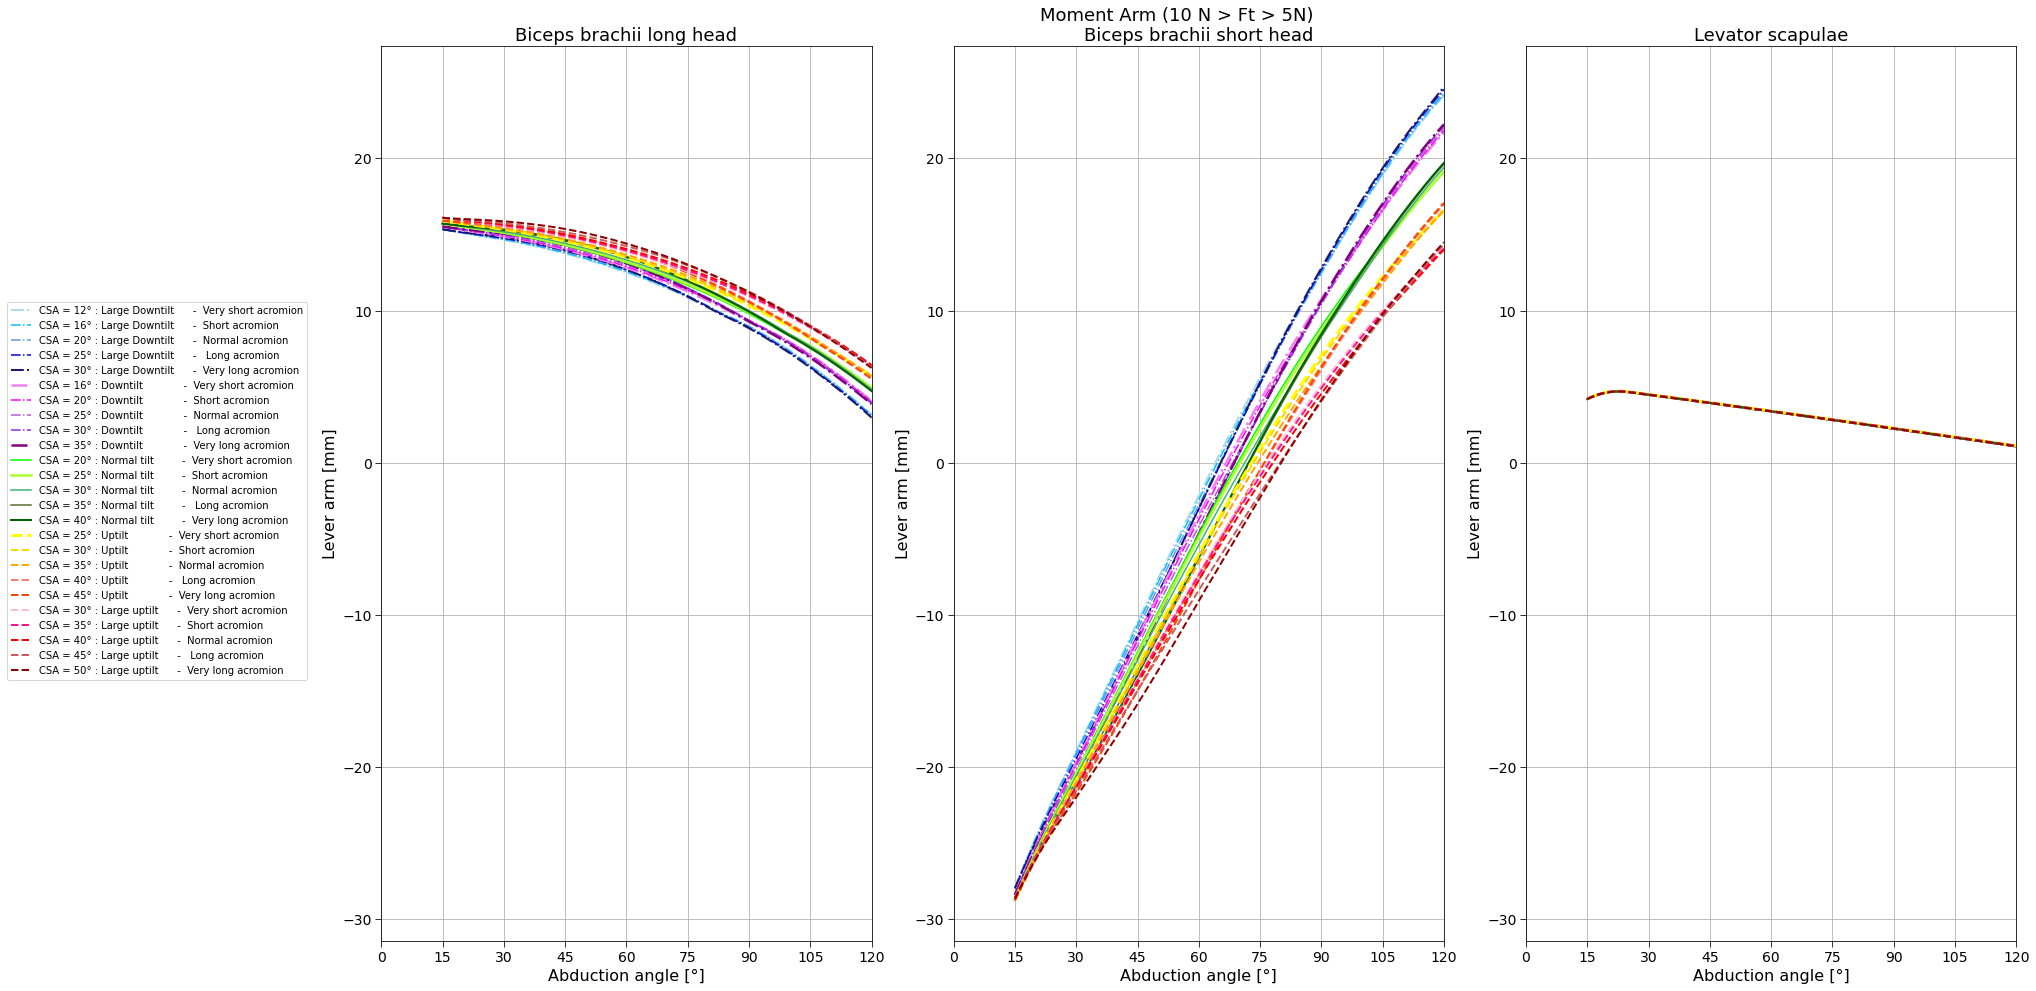 Moment Arm (10 N > Ft > 5N)
Biceps brachii long head
Biceps brachii short head
Levator scapulae
CSA = 12° : Large Downtilt - Very short acromion
CSA = 16° : Large Downtilt - Short acromion
CSA = 20° : Large Downtilt - Normal acromion
CSA = 25° : Large Downtilt - Long acromion
CSA = 30° : Large Downtilt - Very long acromion
CSA = 16° : Downtilt - Very short acromion
CSA = 20° : Downtilt - Short acromion
CSA = 25° : Downtilt - Normal acromion
CSA = 30° : Downtilt - Long acromion
CSA = 35° : Downtilt - Very long acromion
CSA = 20° : Normal tilt - Very short acromion
CSA = 25° : Normal tilt - Short acromion
CSA = 30° : Normal tilt - Normal acromion
CSA = 35° : Normal tilt - Long acromion
CSA = 40° : Normal tilt - Very long acromion
CSA = 25° : Uptilt - Very short acromion
CSA = 30° : Uptilt - Short acromion
CSA = 35° : Uptilt - Normal acromion
CSA = 40° : Uptilt - Long acromion
CSA = 45° : Uptilt - Very long acromion
CSA = 30° : Large uptilt - Very short acromion
CSA = 35° : Large uptilt - Short acromion
CSA = 40° : Large uptilt - Normal acromion
CSA = 45° : Large uptilt - Long acromion
CSA = 50° : Large uptilt - Very long acromion
Lever arm [mm]
20
10
0
−10
−20
−30
0 15 30 45 60 75 90 105 120
Abduction angle [°]
Lever arm [mm]
20
10
0
−10
−20
−30
0 15 30 45 60 75 90 105 120
Abduction angle [°]
Lever arm [mm]
20
10
0
−10
−20
−30
0 15 30 45 60 75 90 105 120
Abduction angle [°]